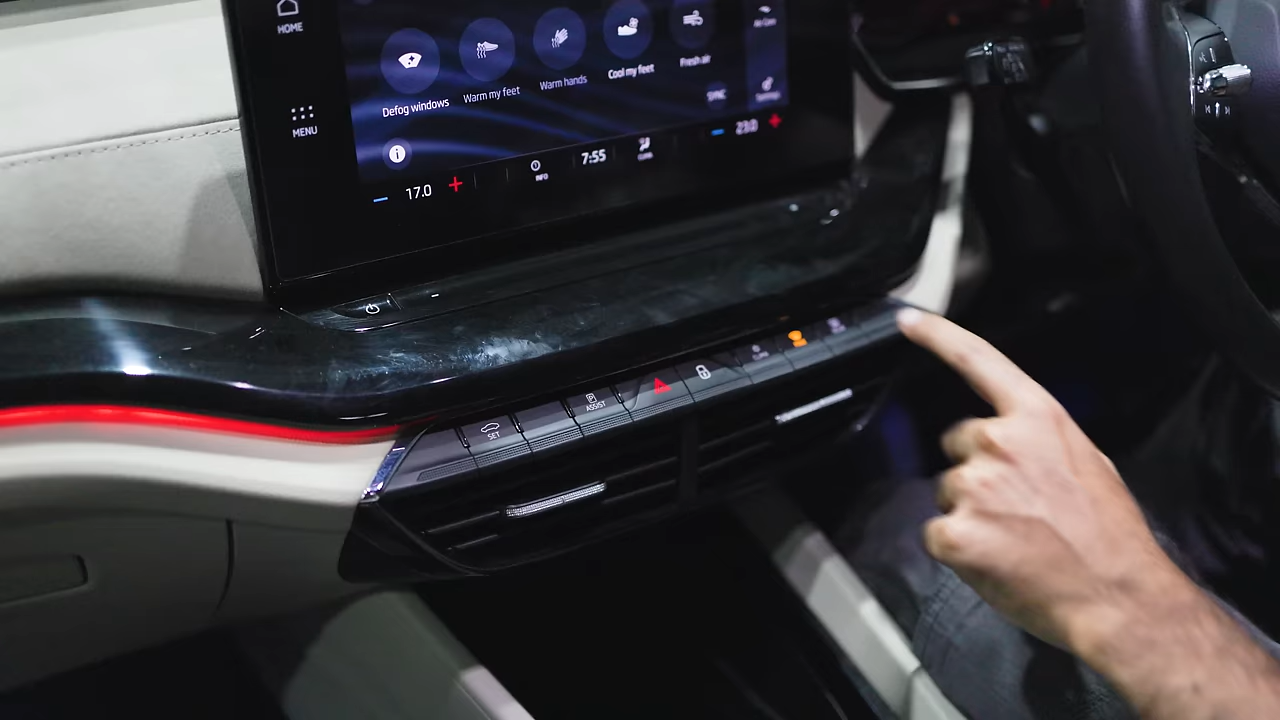 HOME
Defog windows
Warm my feet
Warm hands
Cool my feet
Fresh air
Air Con
SYNC
Settings
MENU
i
17.0
INFO
7:55
23.0
SET
P
ASSIST